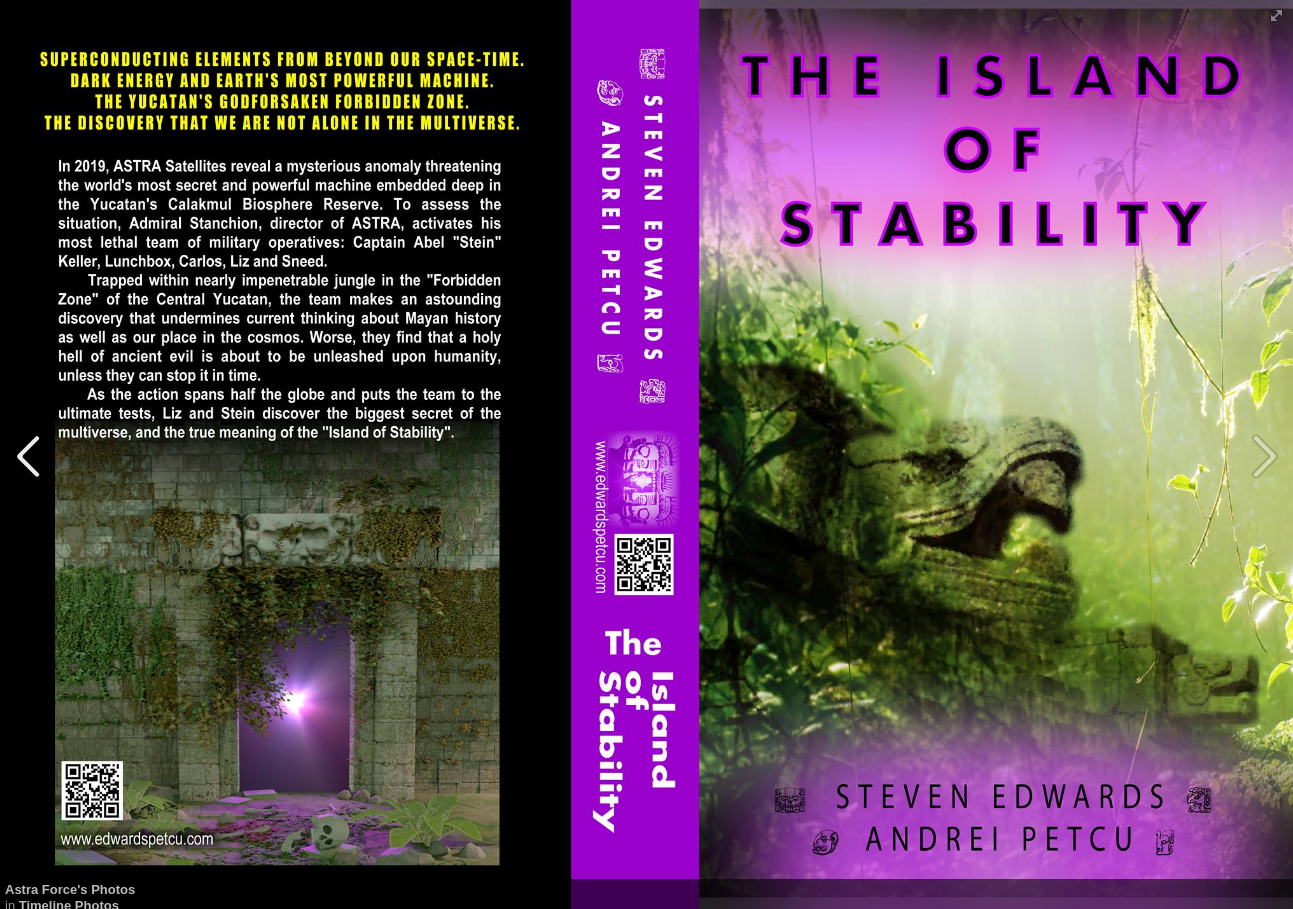 SUPERCONDUCTING ELEMENTS FROM BEYOND OUR SPACE-TIME.
DARK ENERGY AND EARTH'S MOST POWERFUL MACHINE.
THE YUCATAN'S GODFORSAKEN FORBIDDEN ZONE.
THE DISCOVERY THAT WE ARE NOT ALONE IN THE MULTIVERSE.
In 2019, ASTRA Satellites reveal a mysterious anomaly threatening
the world's most secret and powerful machine embedded deep in
the Yucatan's Calakmul Biosphere Reserve. To assess the
situation, Admiral Stanchion, director of ASTRA, activates his
most lethal team of military operatives: Captain Abel "Stein"
Keller, Lunchbox, Carlos, Liz and Sneed.
Trapped within nearly impenetrable jungle in the "Forbidden
Zone" of the Central Yucatan, the team makes an astounding
discovery that undermines current thinking about Mayan history
as well as our place in the cosmos. Worse, they find that a holy
hell of ancient evil is about to be unleashed upon humanity,
unless they can stop it in time.
As the action spans half the globe and puts the team to the
ultimate tests, Liz and Stein discover the biggest secret of the
multiverse, and the true meaning of the "Island of Stability".
www.edwardspetcu.com
STEVEN EDWARDS
ANDREI PETCU
www.edwardspetcu.com
The
Island
of
Stability
THE ISLAND
OF
STABILITY
STEVEN EDWARDS
ANDREI PETCU
Astra Force's Photos
in Timeline Photos